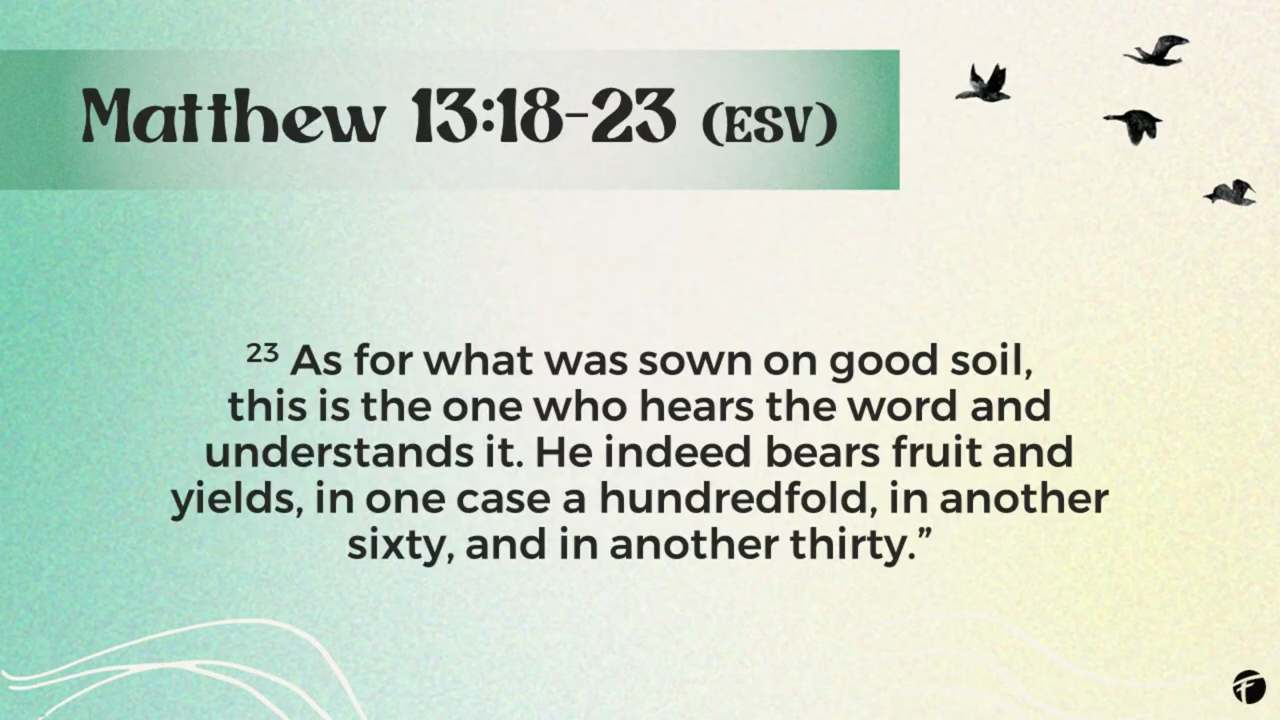 Matthew 13:18-23 (ESV)
23 As for what was sown on good soil,
this is the one who hears the word and
understands it. He indeed bears fruit and
yields, in one case a hundredfold, in another
sixty, and in another thirty.”